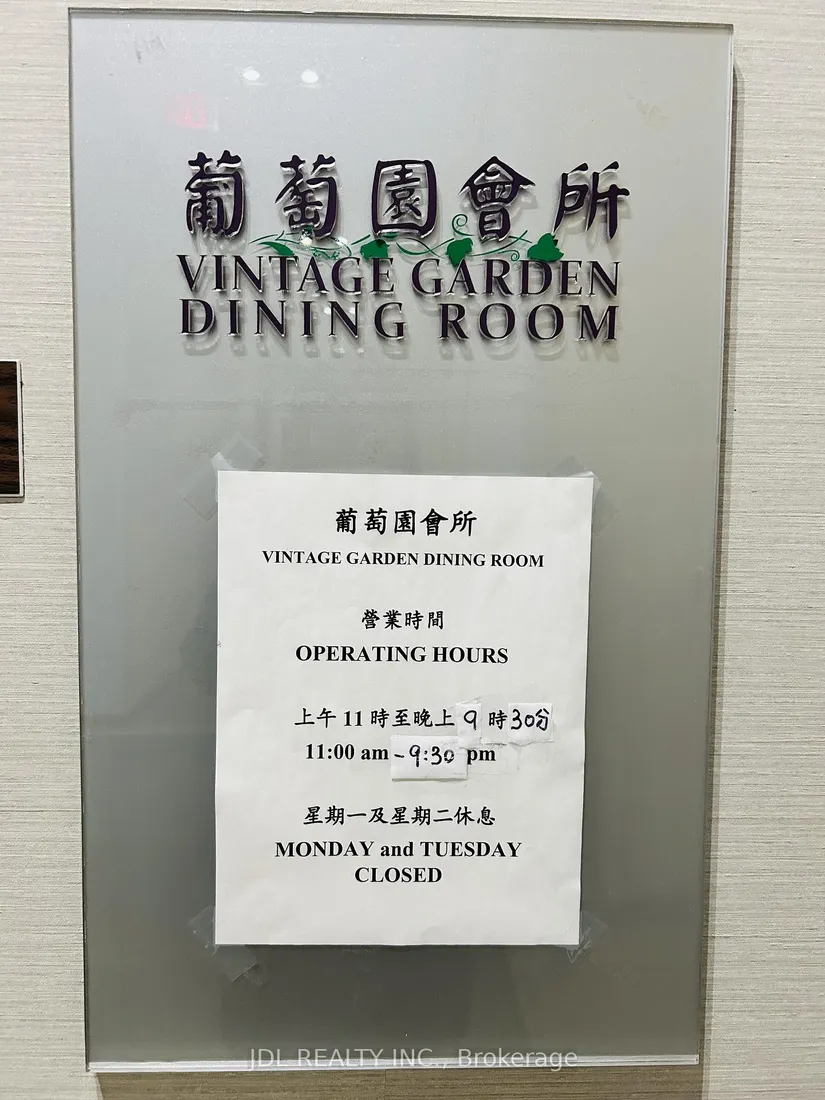 葡萄園會所
VINTAGE GARDEN
DINING ROOM
葡萄園會所
VINTAGE GARDEN DINING ROOM
營業時間
OPERATING HOURS
上午 11 時至晚上 9 時 30分
11:00 am - 9:30 pm
星期一及星期二休息
MONDAY and TUESDAY
CLOSED
JDL REALTY INC., Brokerage